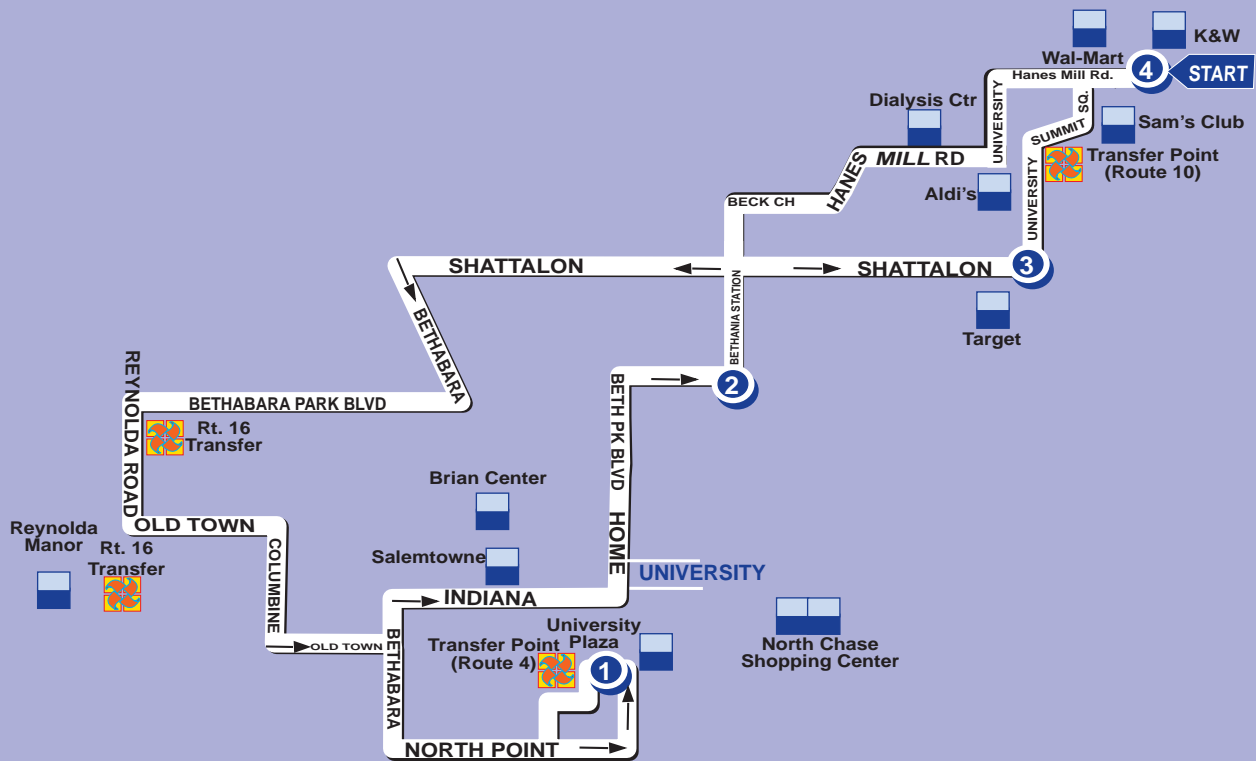 K&W
Wal-Mart
Hanes Mill Rd.
4
START
Dialysis Ctr
UNIVERSITY
SQ.
SUMMIT
Sam's Club
Transfer Point
(Route 10)
HANES
MILL RD
Aldi's
UNIVERSITY
BECK CH
SHATTALON
SHATTALON
3
BETHANIA STATION
Target
BETHABARA
2
REYNOLDA ROAD
BETHABARA PARK BLVD
Rt. 16
Transfer
BETH PK BLVD
Brian Center
OLD TOWN
HOME
Reynolda
Manor
Rt. 16
Transfer
COLUMBINE
Salemtowne
UNIVERSITY
INDIANA
OLD TOWN
BETHABARA
Transfer Point
(Route 4)
University
Plaza
1
North Chase
Shopping Center
NORTH POINT